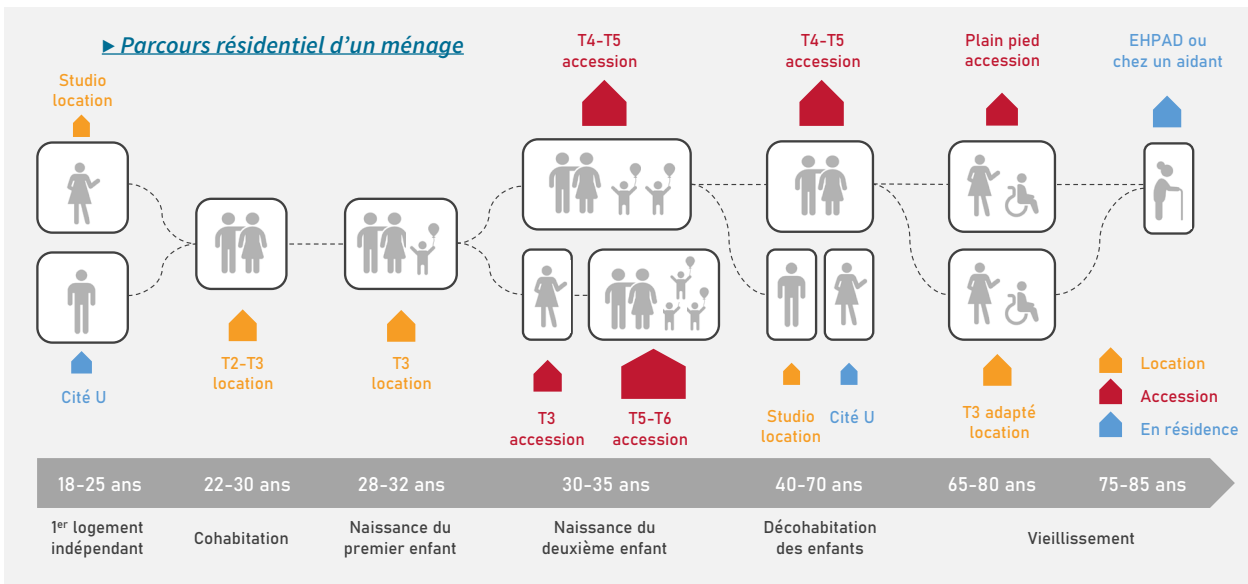 ▶ Parcours résidentiel d'un ménage
Studio
location
T4-T5
accession
T4-T5
accession
Plain pied
accession
EHPAD ou
chez un aidant
Cité U
T2-T3
location
T3
location
T3
accession
T5-T6
accession
Studio
location
Cité U
T3 adapté
location
Location
Accession
En résidence
18-25 ans
22-30 ans
28-32 ans
30-35 ans
40-70 ans
65-80 ans
75-85 ans
1er logement
indépendant
Cohabitation
Naissance du
premier enfant
Naissance du
deuxième enfant
Décohabitation
des enfants
Vieillissement